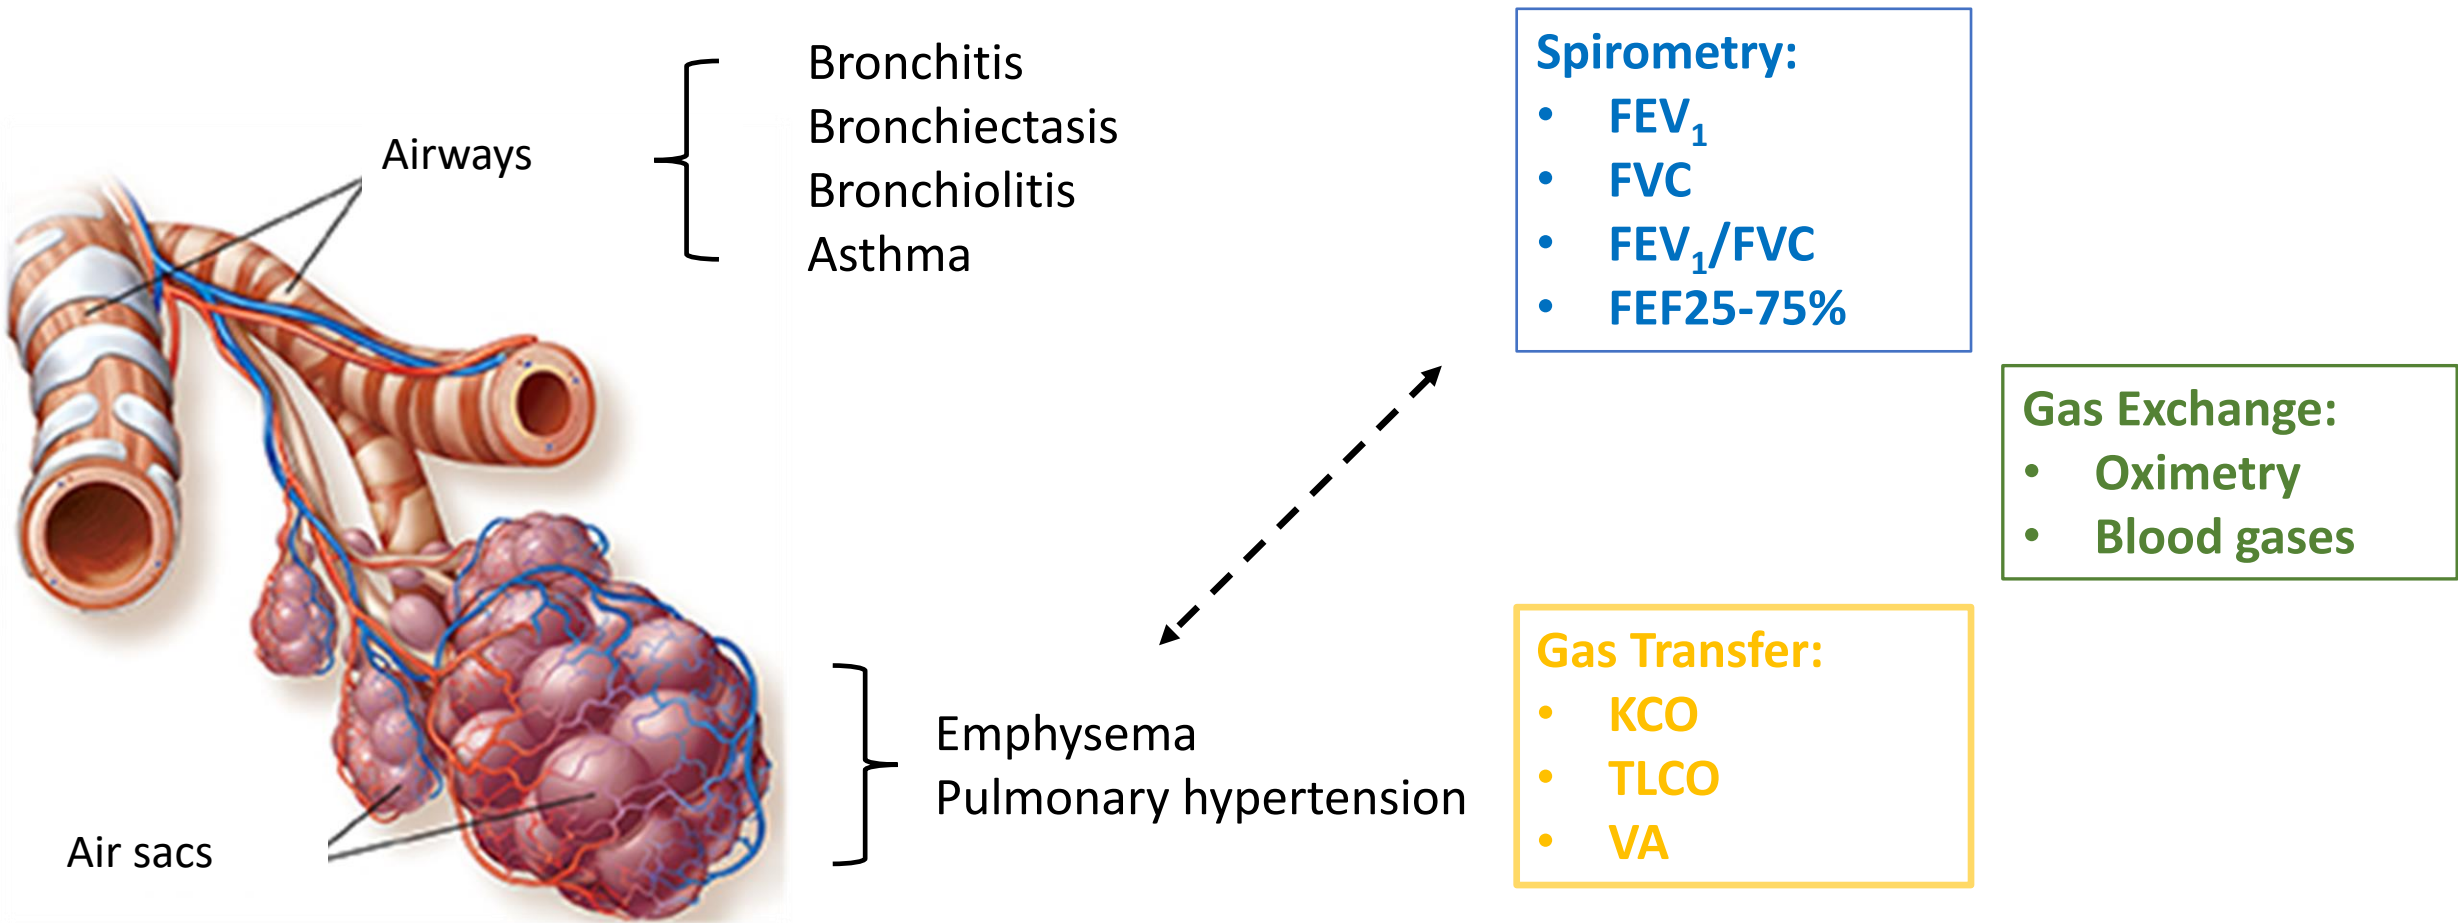 Airways
Bronchitis
Bronchiectasis
Bronchiolitis
Asthma
Spirometry:
• FEV₁
• FVC
• FEV₁/FVC
• FEF25-75%
Gas Exchange:
• Oximetry
• Blood gases
Air sacs
Emphysema
Pulmonary hypertension
Gas Transfer:
• KCO
• TLCO
• VA